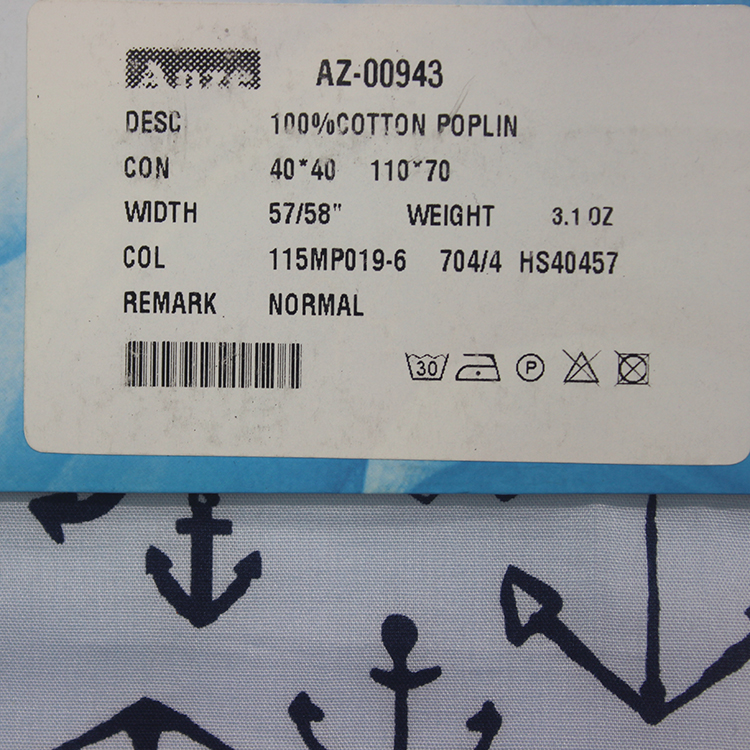 Anze AZ-00943
DESC 100%COTTON POPLIN
CON 40*40 110*70
WIDTH 57/58" WEIGHT 3.1 OZ
COL 115MP019-6 704/4 HS40457
REMARK NORMAL
30 P